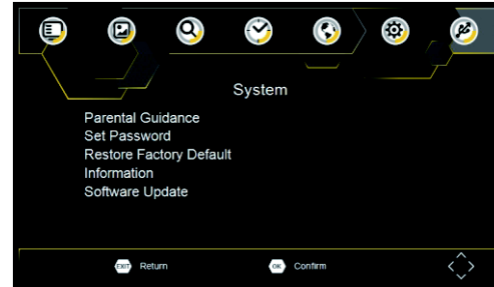 System
Parental Guidance
Set Password
Restore Factory Default
Information
Software Update
EXIT Return OK Confirm